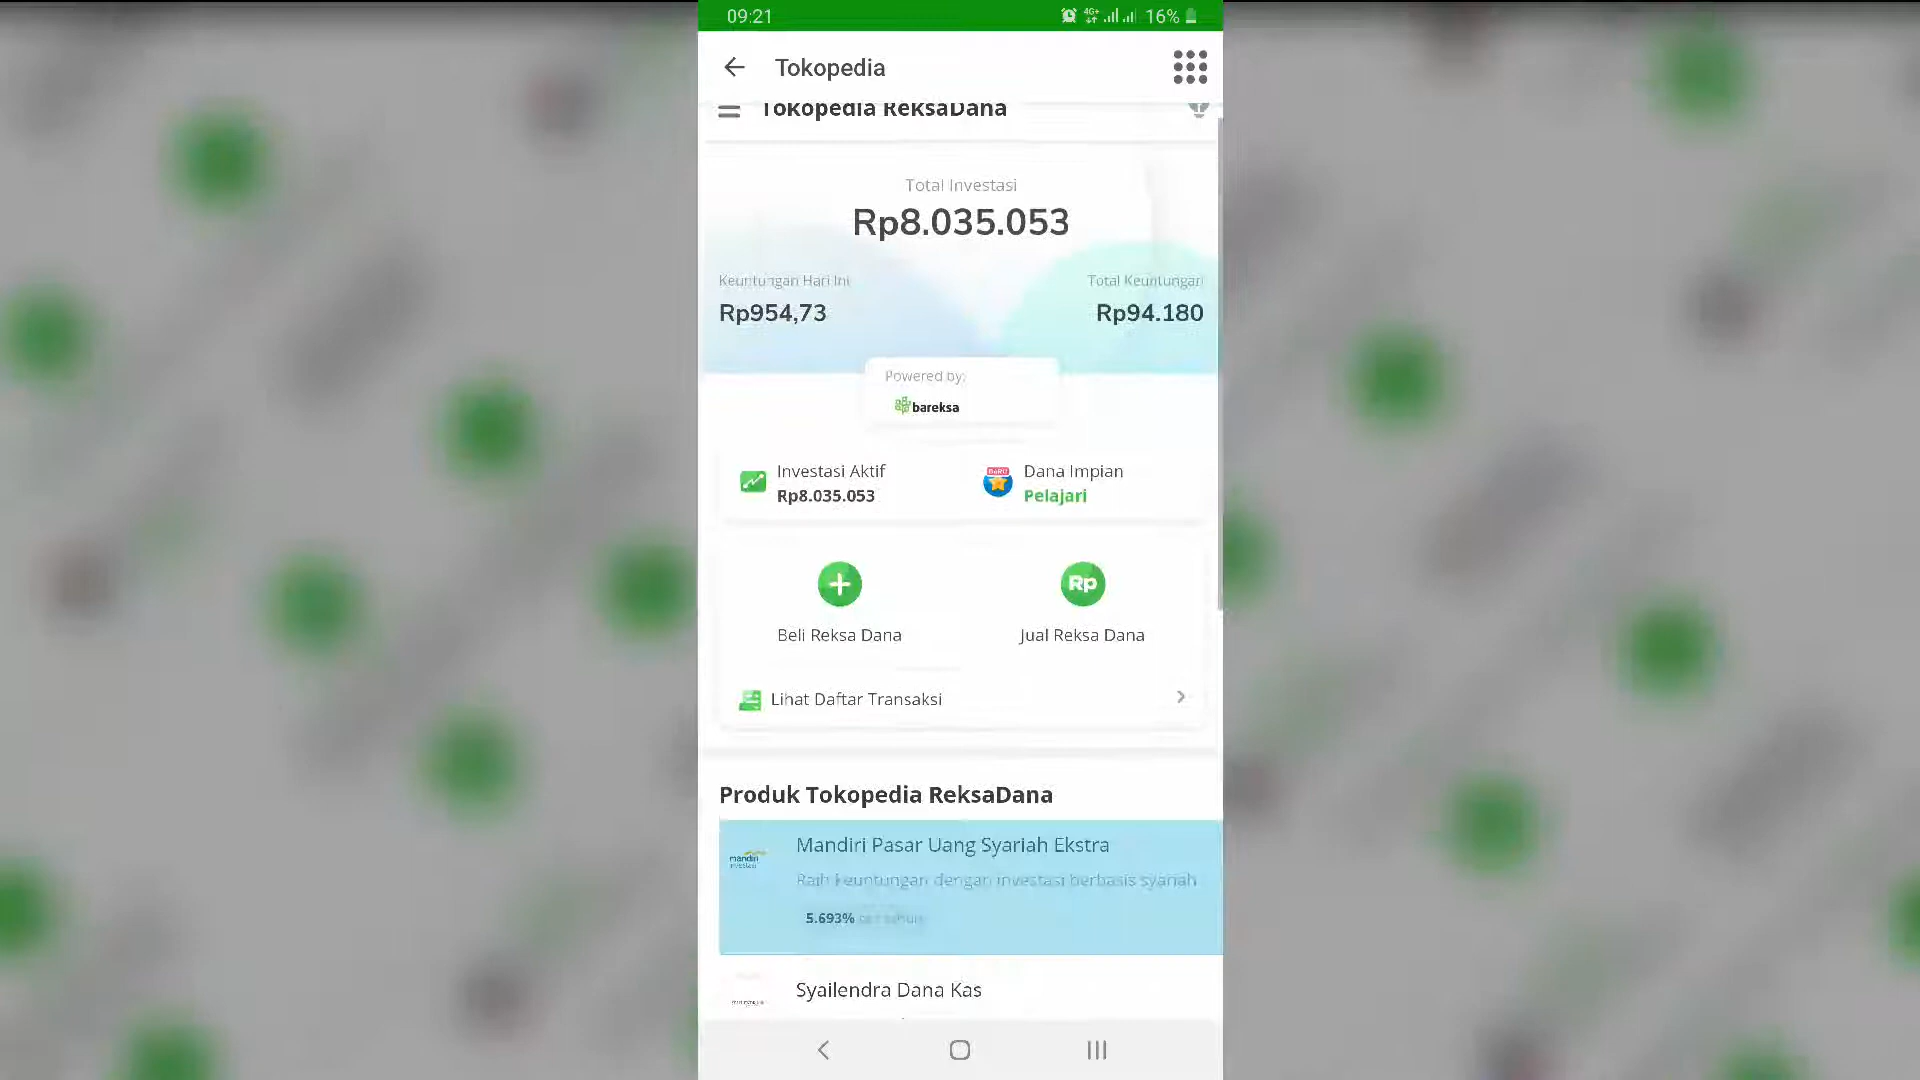 09:21
4G+
16%
Tokopedia
Tokopedia ReksaDana
Total Investasi
Rp8.035.053
Keuntungan Hari Ini
Total Keuntungan
Rp954,73
Rp94.180
Powered by:
bareksa
Investasi Aktif
Rp8.035.053
BARU
Dana Impian
Pelajari
Rp
Beli Reksa Dana
Jual Reksa Dana
Lihat Daftar Transaksi
Produk Tokopedia ReksaDana
mandiri
investasi
Mandiri Pasar Uang Syariah Ekstra
Raih keuntungan dengan investasi berbasis syariah
5.693% per tahun
Syailendra Dana Kas